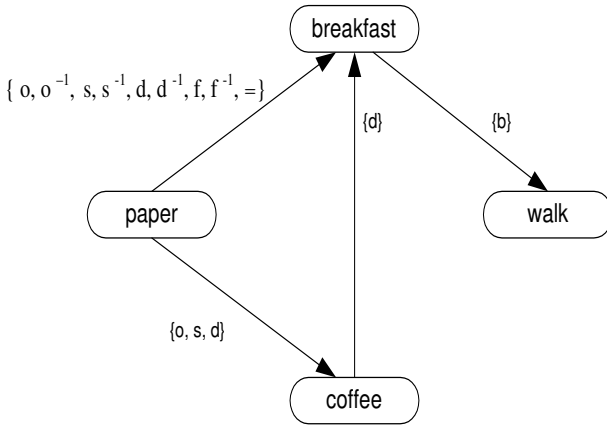 breakfast
{ o, o⁻¹, s, s⁻¹, d, d⁻¹, f, f⁻¹, =}
{d}
{b}
paper
walk
{o, s, d}
coffee